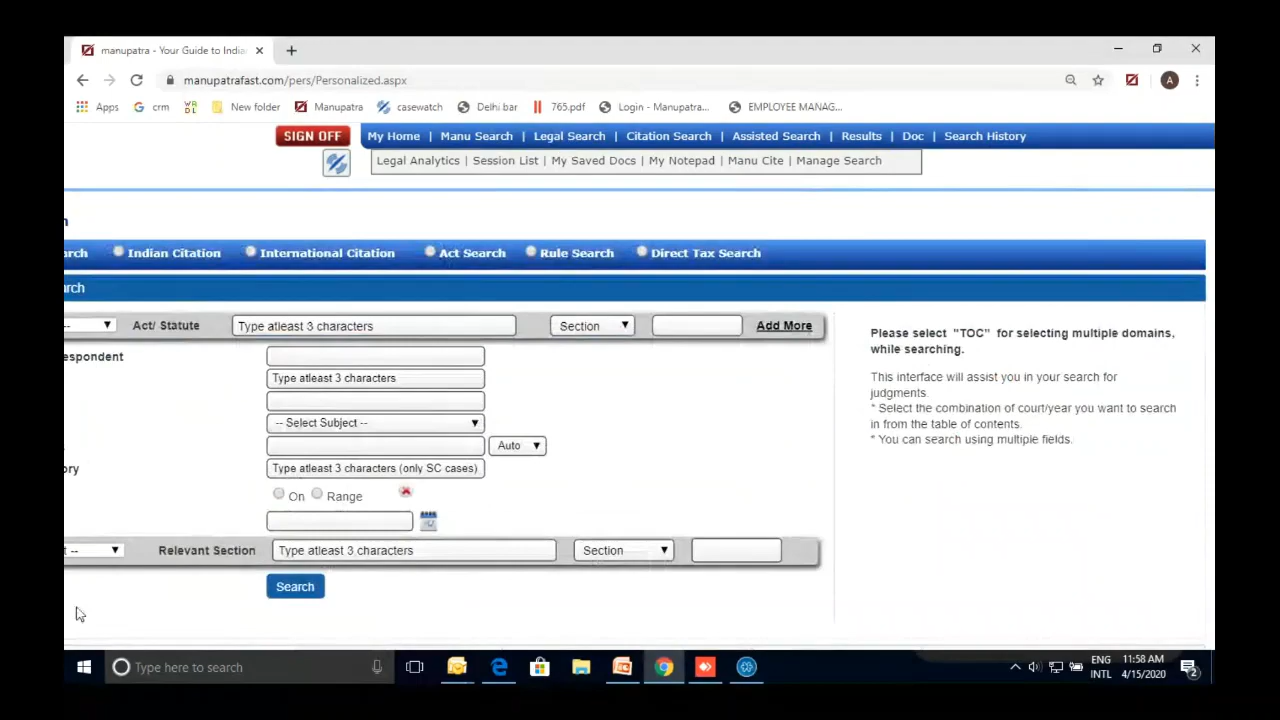 manupatra - Your Guide to India
manupatrafast.com/pers/Personalized.aspx
A
Apps crm New folder Manupatra casewatch Delhi bar 765.pdf Login - Manupatra... EMPLOYEE MANAG...
SIGN OFF My Home | Manu Search | Legal Search | Citation Search | Assisted Search | Results | Doc | Search History
Legal Analytics | Session List | My Saved Docs | My Notepad | Manu Cite | Manage Search
h
arch Indian Citation International Citation Act Search Rule Search Direct Tax Search
arch
-- Act/ Statute Type atleast 3 characters Section Add More
espondent
Type atleast 3 characters
-- Select Subject --
Auto
ory Type atleast 3 characters (only SC cases)
On Range
t -- Relevant Section Type atleast 3 characters Section
Search
Please select "TOC" for selecting multiple domains,
while searching.
This interface will assist you in your search for
judgments.
* Select the combination of court/year you want to search
in from the table of contents.
* You can search using multiple fields.
Type here to search
ENG 11:58 AM
INTL 4/15/2020
2